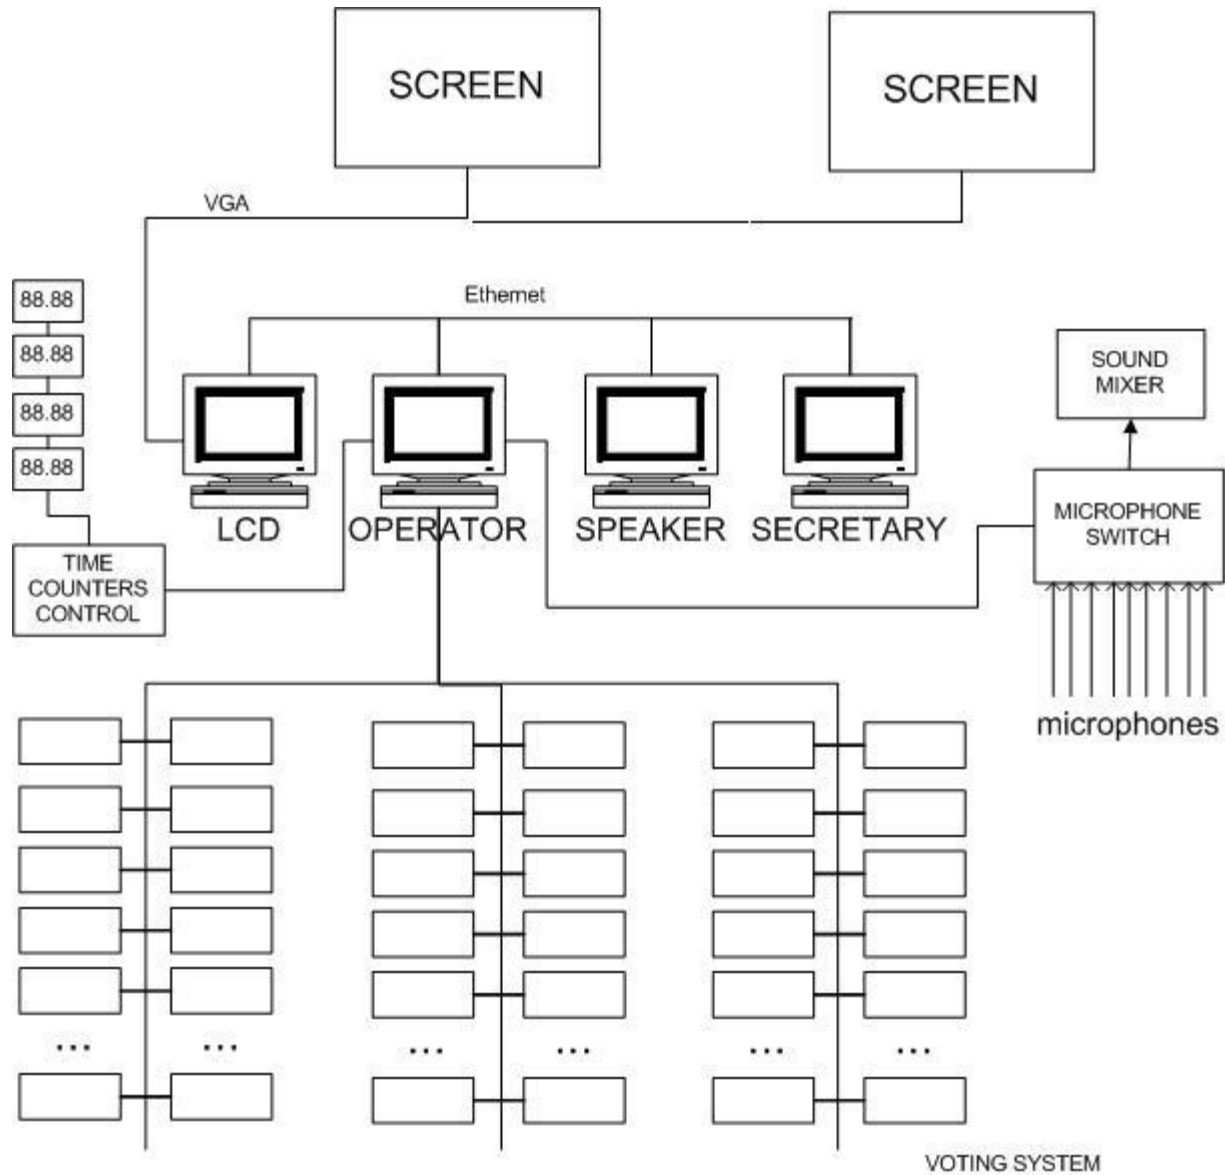 SCREEN
SCREEN
VGA
Ethernet
88.88
88.88
88.88
88.88
SOUND
MIXER
LCD
OPERATOR
SPEAKER
SECRETARY
MICROPHONE
SWITCH
TIME
COUNTERS
CONTROL
microphones
...
...
...
...
...
...
VOTING SYSTEM